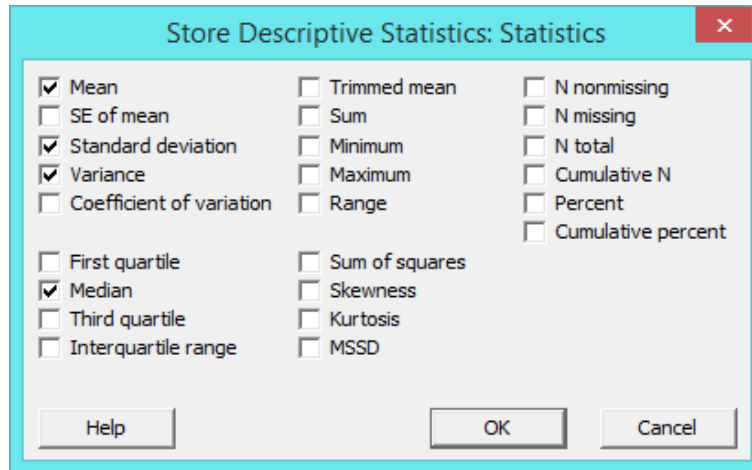 Store Descriptive Statistics: Statistics
Mean
SE of mean
Standard deviation
Variance
Coefficient of variation
First quartile
Median
Third quartile
Interquartile range
Trimmed mean
Sum
Minimum
Maximum
Range
Sum of squares
Skewness
Kurtosis
MSSD
N nonmissing
N missing
N total
Cumulative N
Percent
Cumulative percent
Help
OK
Cancel